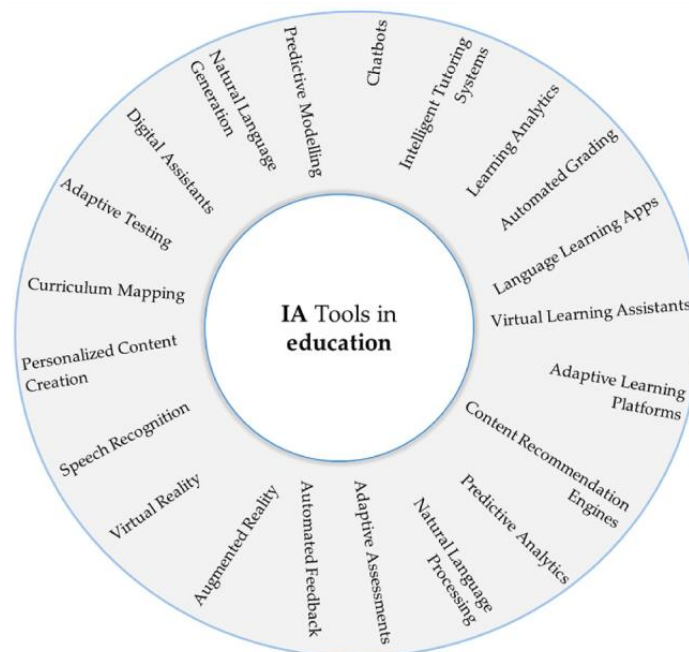 Chatbots
Intelligent Tutoring
Systems
Learning Analytics
Automated Grading
Language Learning Apps
Virtual Learning Assistants
Adaptive Learning
Platforms
Content Recommendation
Engines
Predictive Analytics
Natural Language
Processing
Adaptive Assessments
Automated Feedback
Augmented Reality
Virtual Reality
Speech Recognition
Personalized Content
Creation
Curriculum Mapping
Adaptive Testing
Digital Assistants
Natural Language
Generation
Predictive Modelling
IA Tools in
education